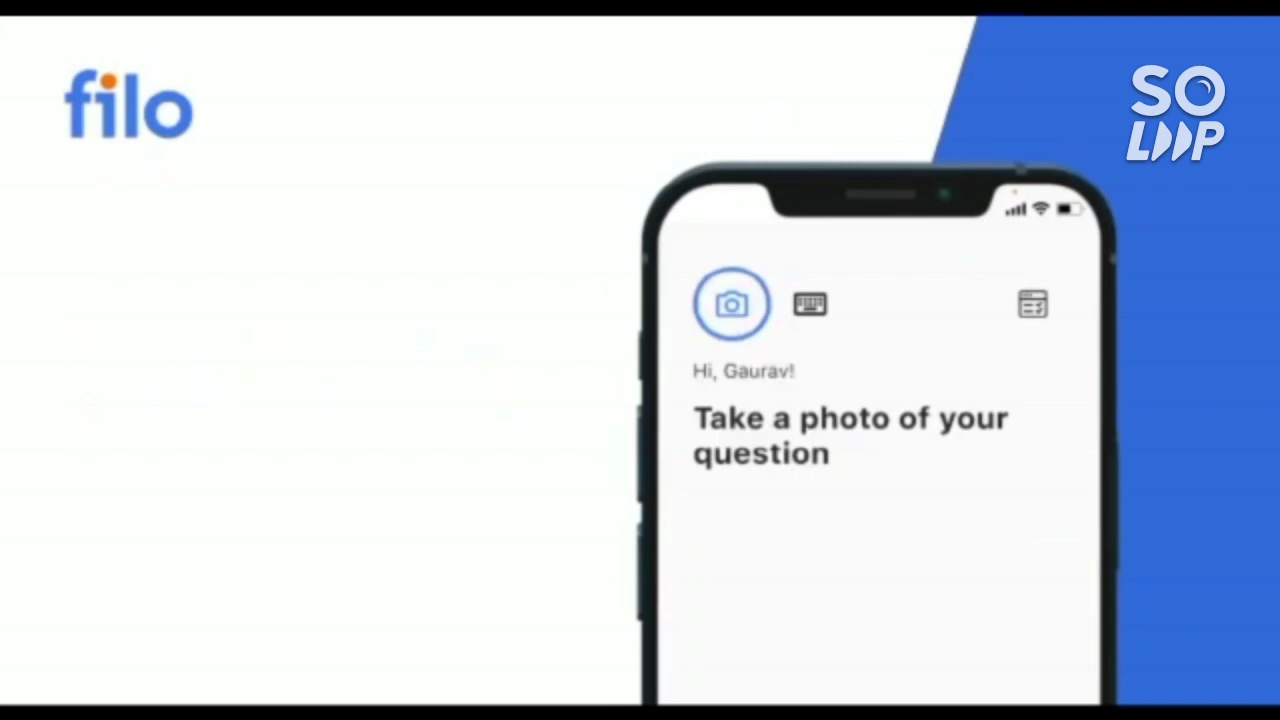 filo
SO
LOOP
Hi, Gaurav!
Take a photo of your
question